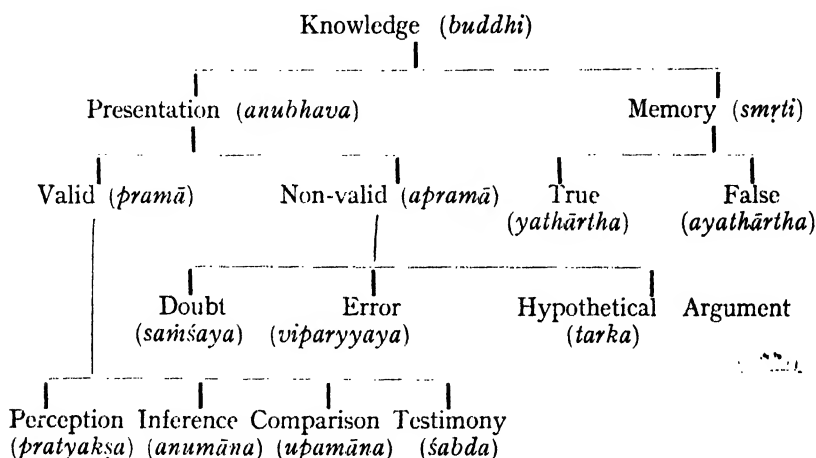 Knowledge (buddhi)
Presentation (anubhava) Memory (smṛti)
Valid (pramā) Non-valid (apramā) True False
(yathārtha) (ayathārtha)
Doubt Error Hypothetical Argument
(saṁśaya) (viparyyaya) (tarka)
Perception Inference Comparison Testimony
(pratyakṣa) (anumāna) (upamāna) (śabda)